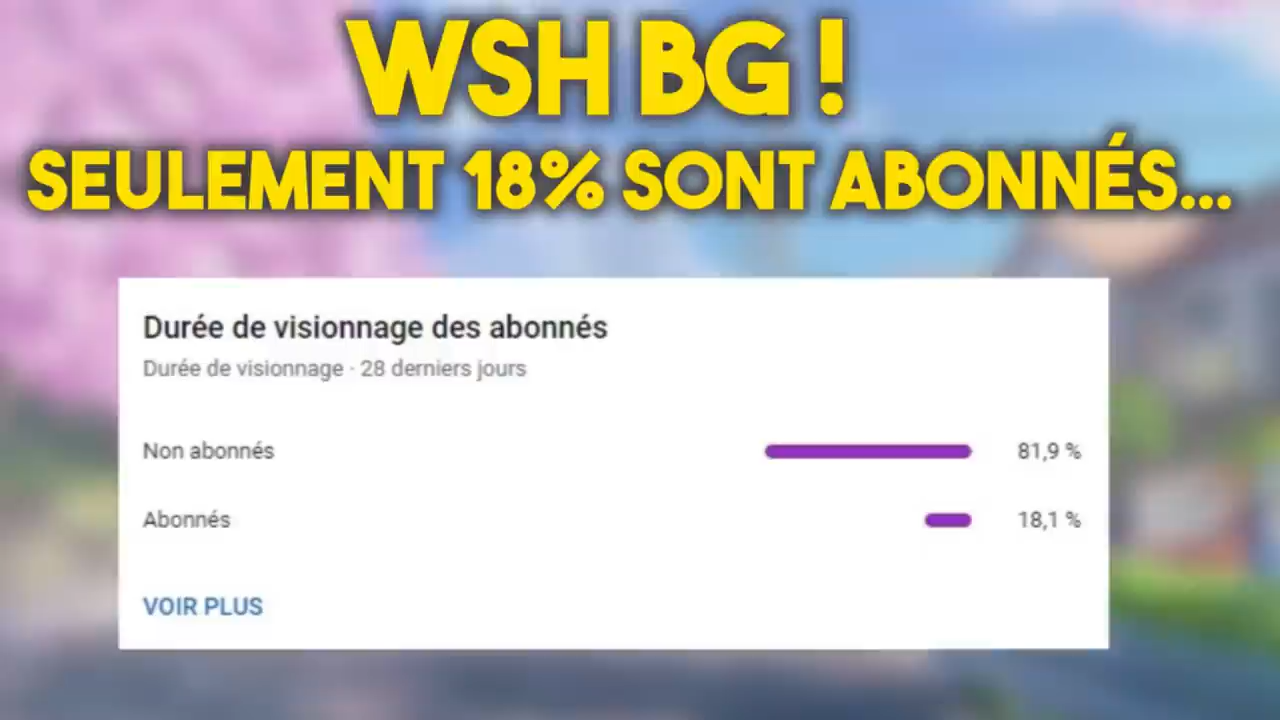 WSH BG !
SEULEMENT 18% SONT ABONNÉS...
Durée de visionnage des abonnés
Durée de visionnage · 28 derniers jours
Non abonnés 81,9 %
Abonnés 18,1 %
VOIR PLUS